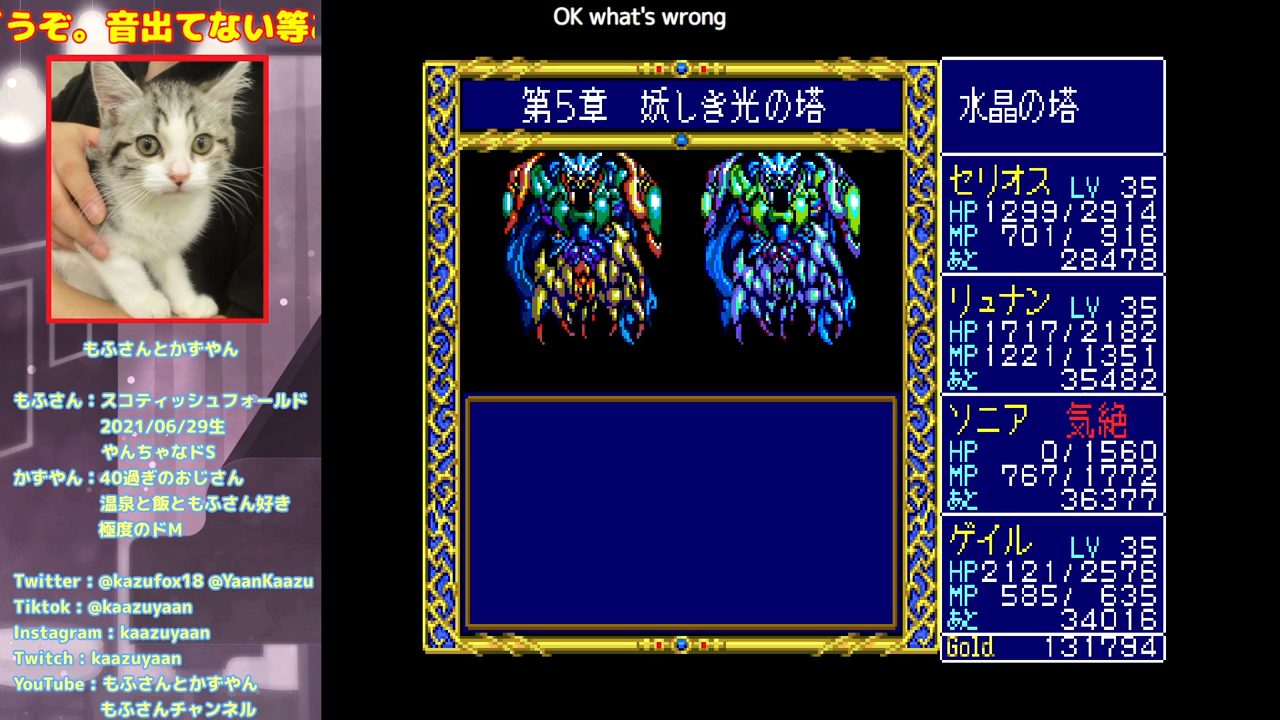 うぞ。音出てない等
OK what's wrong
もふさんとかずやん
もふさん：スコティッシュフォールド
2021/06/29生
やんちゃなドS
かずやん：40過ぎのおじさん
温泉と飯ともふさん好き
極度のドM
Twitter：@kazufox18 @YaanKaazu
Tiktok：@kaazuyaan
Instagram：kaazuyaan
Twitch：kaazuyaan
YouTube：もふさんとかずやん
もふさんチャンネル
第5章　妖しき光の塔
水晶の塔
セリオス LV 35
HP1299/2914
MP 701/ 916
あと 28478
リュナン LV 35
HP1717/2182
MP1221/1351
あと 35482
ソニア 気絶
HP 0/1560
MP 767/1772
あと 36377
ゲイル LV 35
HP2121/2576
MP 585/ 635
あと 34016
Gold 131794